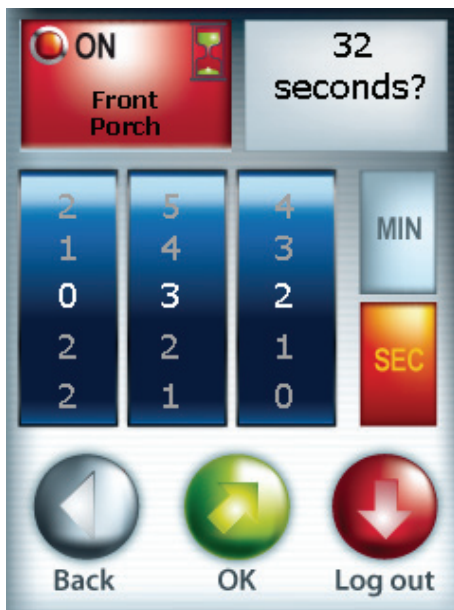 ON
Front
Porch
32
seconds?
2 5 4
1 4 3
0 3 2
2 2 1
2 1 0
MIN
SEC
Back OK Log out